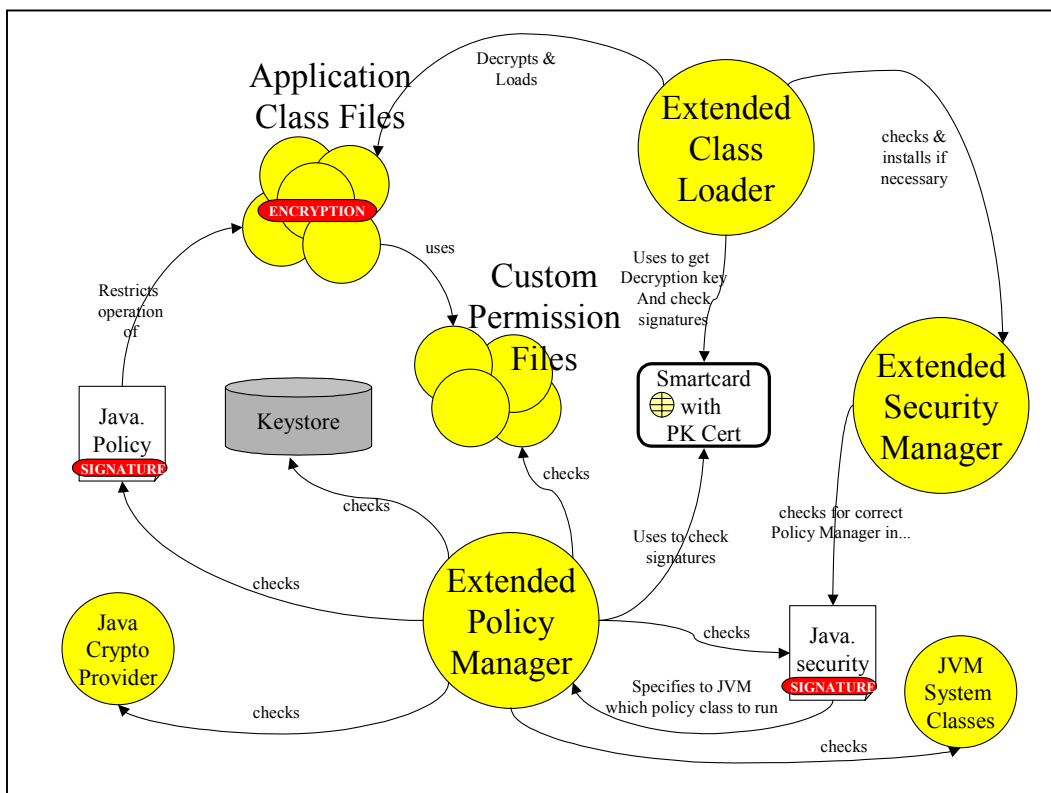 Application
Class Files
ENCRYPTION
Decrypts &
Loads
Extended
Class
Loader
checks &
installs if
necessary
uses
Restricts
operation
of
Custom
Permission
Files
Uses to get
Decryption key
And check
signatures
Java.
Policy
SIGNATURE
Keystore
Smartcard
with
PK Cert
Extended
Security
Manager
checks
checks
checks for correct
Policy Manager in...
Uses to check
signatures
checks
Extended
Policy
Manager
checks
Java.
security
SIGNATURE
Java
Crypto
Provider
JVM
System
Classes
Specifies to JVM
which policy class to run
checks
checks